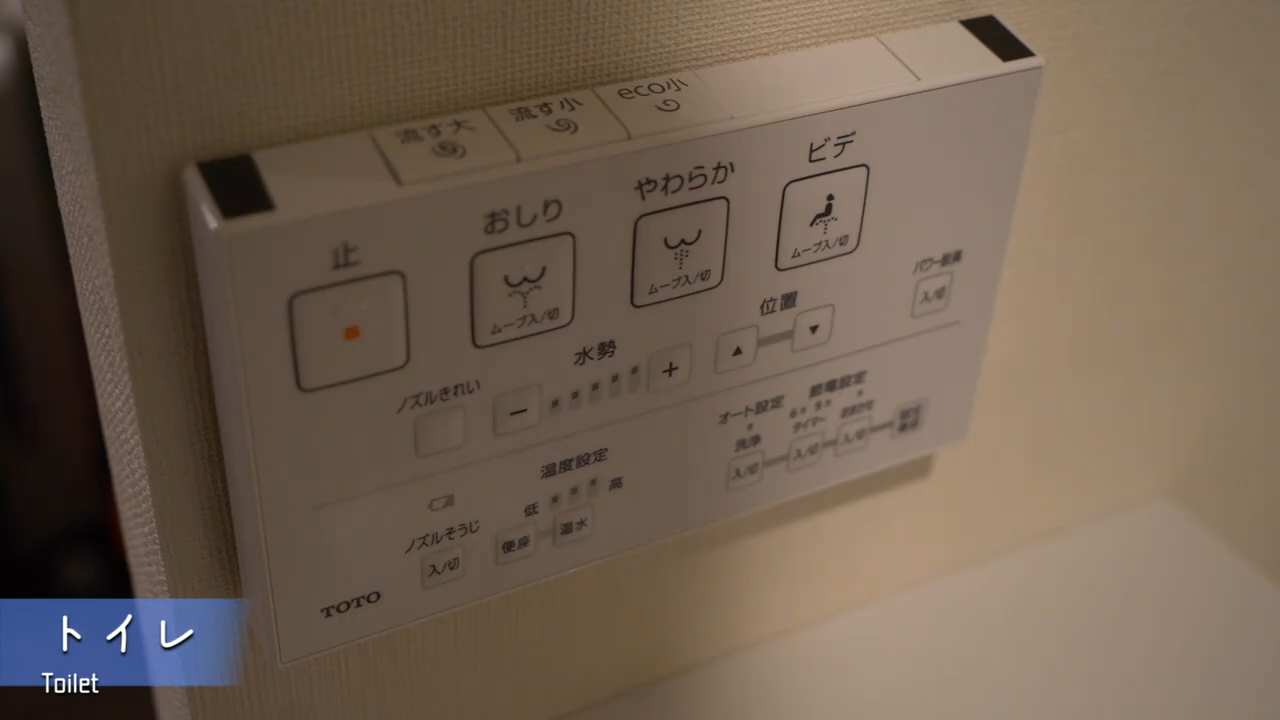 流す大
流す小
eco小
止
おしり
ムーブ入/切
やわらか
ムーブ入/切
ビデ
ムーブ入/切
パワー脱臭
入/切
水勢
−
+
位置
▲
▼
ノズルきれい
温度設定
低
高
便座
温水
ノズルそうじ
入/切
オート設定
洗浄
入/切
節電設定
タイマー
入/切
入/切
TOTO
トイレ
Toilet